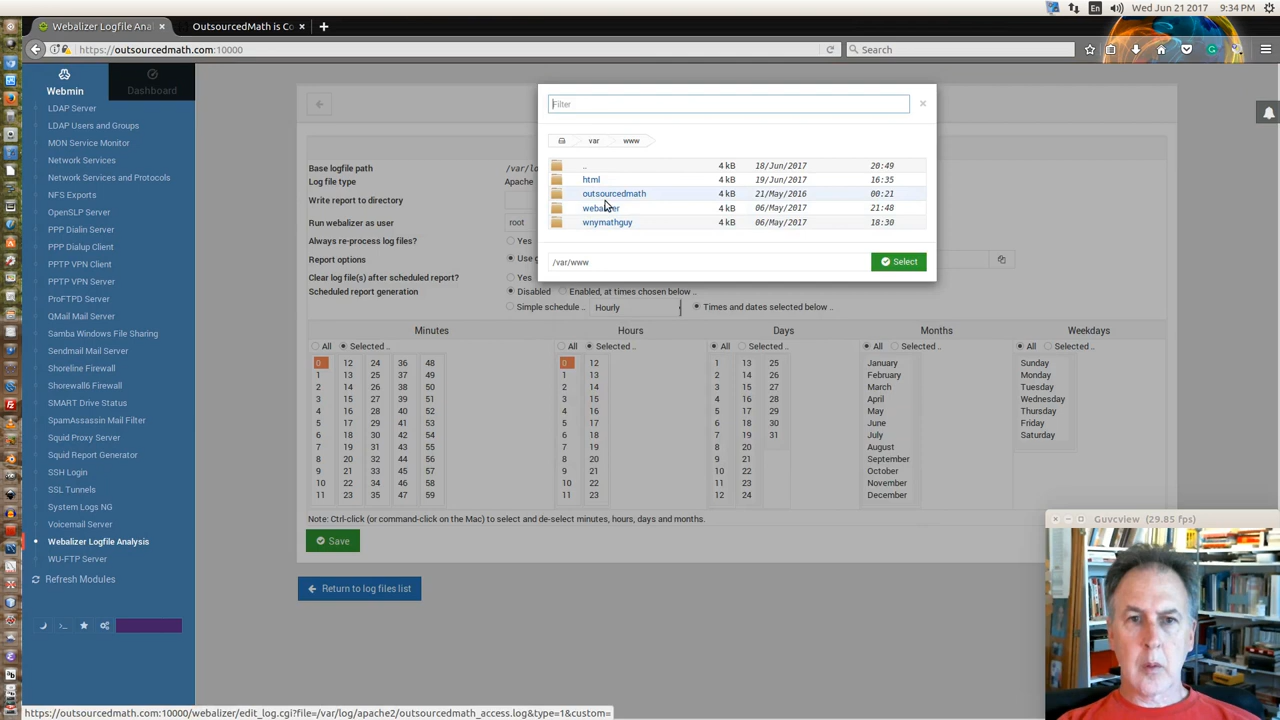 En
Wed Jun 21 2017
9:34 PM
Webalizer Logfile Ana
OutsourcedMath is C
https://outsourcedmath.com:10000
Search
Webmin
Dashboard
LDAP Server
LDAP Users and Groups
MON Service Monitor
Network Services
Network Services and Protocols
NFS Exports
OpenSLP Server
PPP Dialin Server
PPP Dialup Client
PPTP VPN Client
PPTP VPN Server
ProFTPD Server
QMail Mail Server
Samba Windows File Sharing
Sendmail Mail Server
Shoreline Firewall
Shorewall6 Firewall
SMART Drive Status
SpamAssassin Mail Filter
Squid Proxy Server
Squid Report Generator
SSH Login
SSL Tunnels
System Logs NG
Voicemail Server
Webalizer Logfile Analysis
WU-FTP Server
Refresh Modules
Filter
var www
.. 4 kB 18/Jun/2017 20:49
html 4 kB 19/Jun/2017 16:35
outsourcedmath 4 kB 21/May/2016 00:21
webalizer 4 kB 06/May/2017 21:48
wnymathguy 4 kB 06/May/2017 18:30
/var/www
Select
Base logfile path /var/lo
Log file type Apache
Write report to directory
Run webalizer as user root
Always re-process log files? Yes
Report options Use g
Clear log file(s) after scheduled report? Yes
Scheduled report generation Disabled Enabled, at times chosen below ..
Simple schedule .. Hourly Times and dates selected below ..
Minutes Hours Days Months Weekdays
All Selected .. All Selected .. All Selected .. All Selected .. All Selected ..
0 12 24 36 48 0 12 1 13 25 January Sunday
1 13 25 37 49 1 13 2 14 26 February Monday
2 14 26 38 50 2 14 3 15 27 March Tuesday
3 15 27 39 51 3 15 4 16 28 April Wednesday
4 16 28 40 52 4 16 5 17 29 May Thursday
5 17 29 41 53 5 17 6 18 30 June Friday
6 18 30 42 54 6 18 7 19 31 July Saturday
7 19 31 43 55 7 19 8 20 August
8 20 32 44 56 8 20 9 21 September
9 21 33 45 57 9 21 10 22 October
10 22 34 46 58 10 22 11 23 November
11 23 35 47 59 11 23 12 24 December
Note: Ctrl-click (or command-click on the Mac) to select and de-select minutes, hours, days and months.
Save
Return to log files list
Guvcview (29.85 fps)
https://outsourcedmath.com:10000/webalizer/edit_log.cgi?file=/var/log/apache2/outsourcedmath_access.log&type=1&custom=